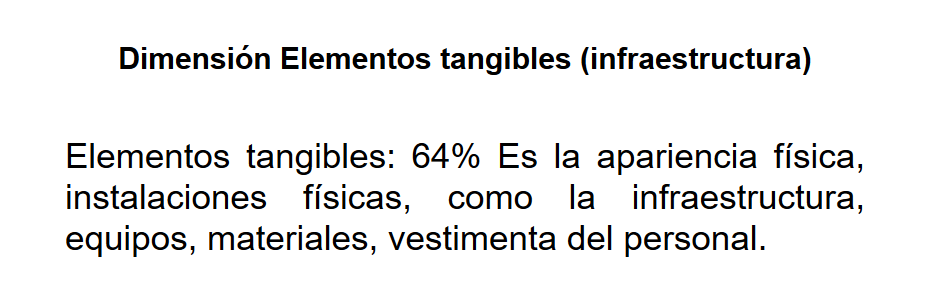 Dimensión Elementos tangibles (infraestructura)
Elementos tangibles: 64% Es la apariencia física,
instalaciones físicas, como la infraestructura,
equipos, materiales, vestimenta del personal.